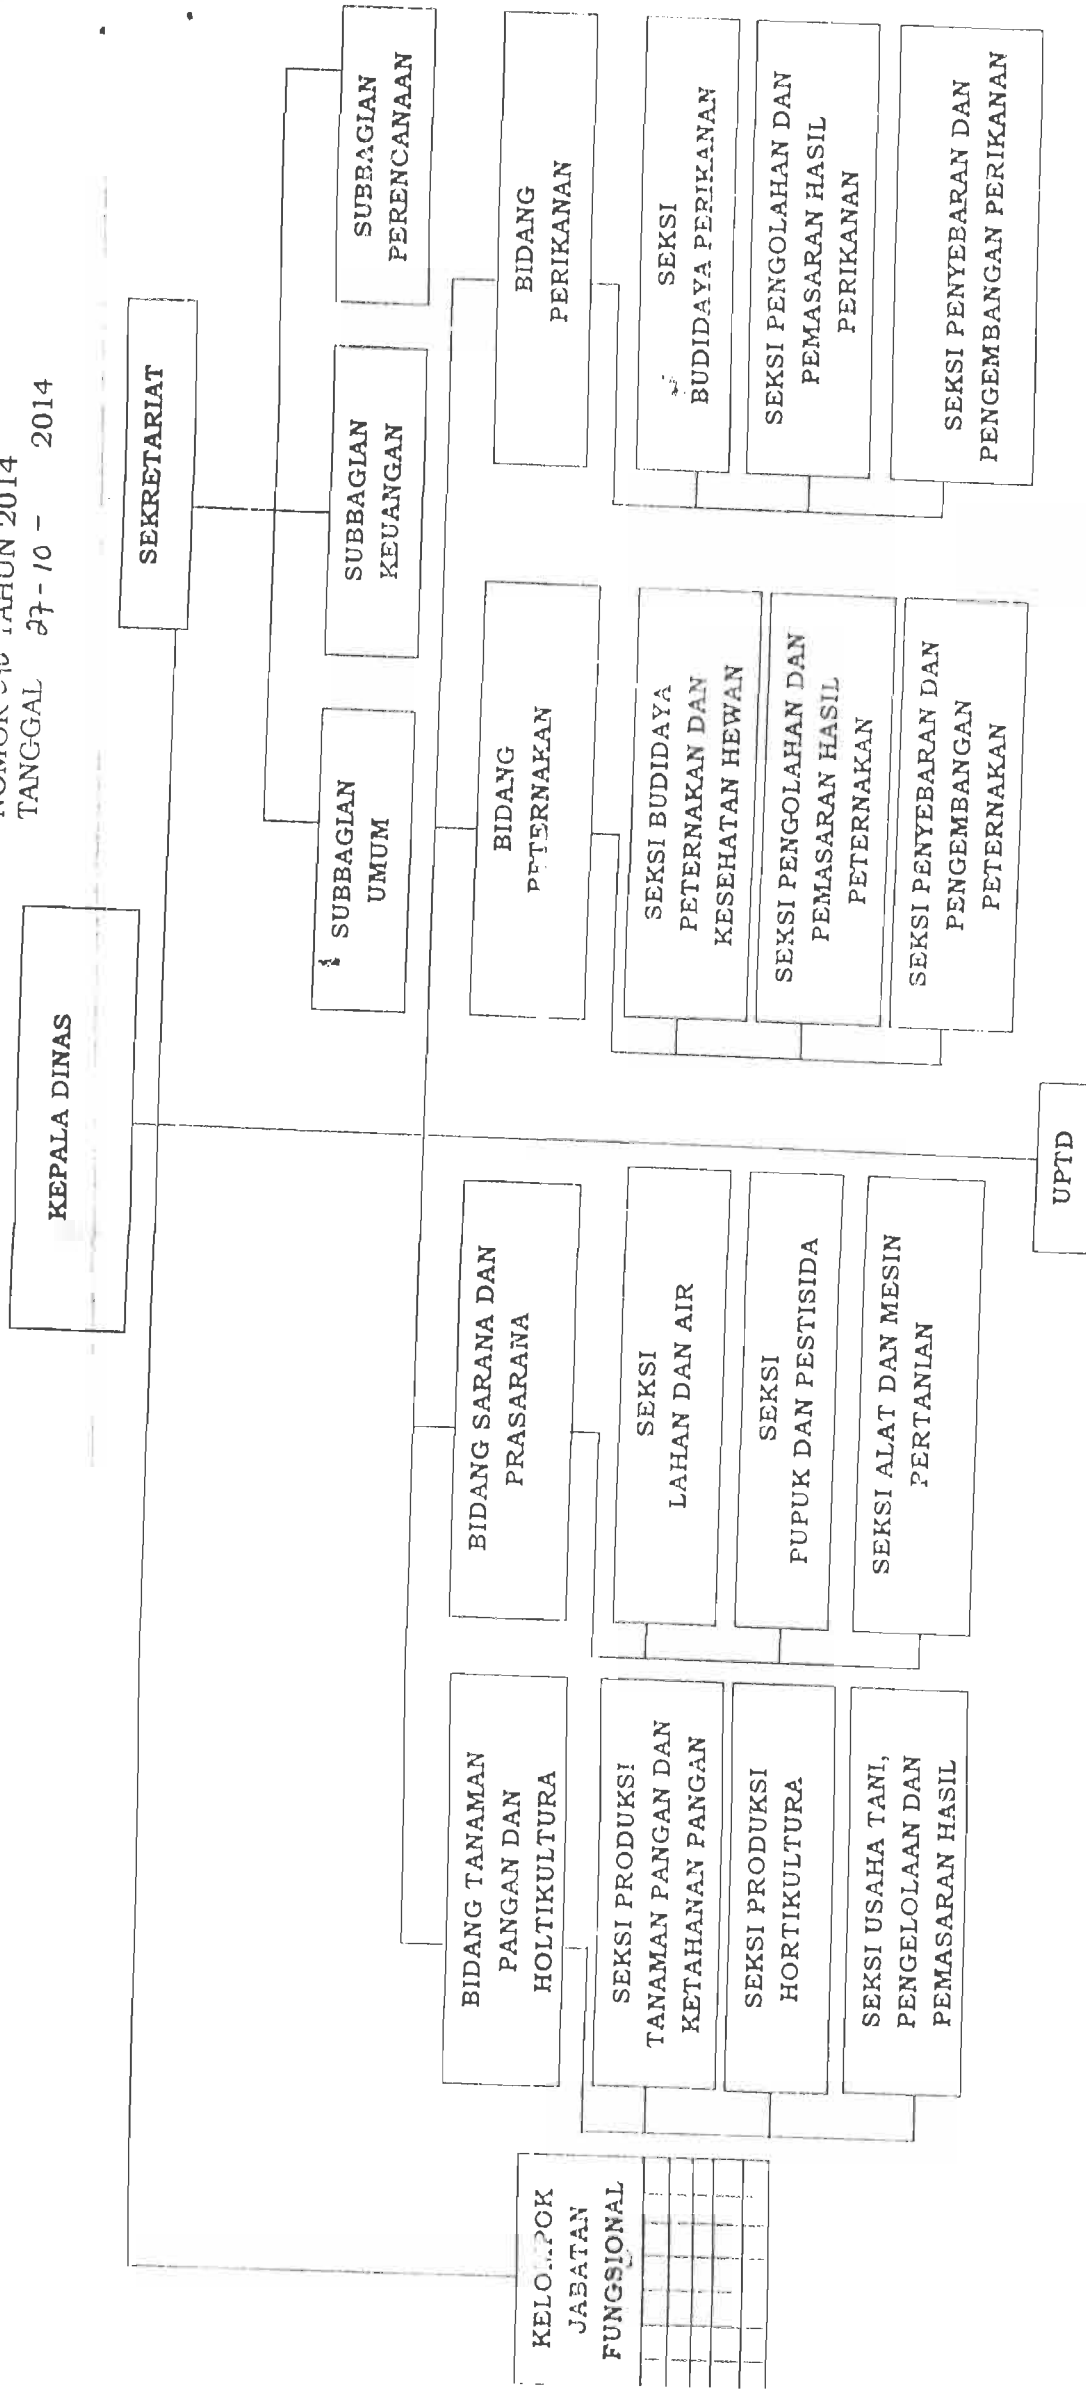 TAHUN 2014
TANGGAL 27-10- 2014
KEPALA DINAS
SEKRETARIAT
SUBBAGIAN
UMUM
SUBBAGIAN
KEUANGAN
SUBBAGIAN
PERENCANAAN
KELOMPOK
JABATAN
FUNGSIONAL
BIDANG TANAMAN
PANGAN DAN
HOLTIKULTURA
SEKSI PRODUKSI
TANAMAN PANGAN DAN
KETAHANAN PANGAN
SEKSI PRODUKSI
HORTIKULTURA
SEKSI USAHA TANI,
PENGELOLAAN DAN
PEMASARAN HASIL
BIDANG SARANA DAN
PRASARANA
SEKSI
LAHAN DAN AIR
SEKSI
PUPUK DAN PESTISIDA
SEKSI ALAT DAN MESIN
PERTANIAN
BIDANG
PETERNAKAN
SEKSI BUDIDAYA
PETERNAKAN DAN
KESEHATAN HEWAN
SEKSI PENGOLAHAN DAN
PEMASARAN HASIL
PETERNAKAN
SEKSI PENYEBARAN DAN
PENGEMBANGAN
PETERNAKAN
BIDANG
PERIKANAN
SEKSI
BUDIDAYA PERIKANAN
SEKSI PENGOLAHAN DAN
PEMASARAN HASIL
PERIKANAN
SEKSI PENYEBARAN DAN
PENGEMBANGAN PERIKANAN
UPTD